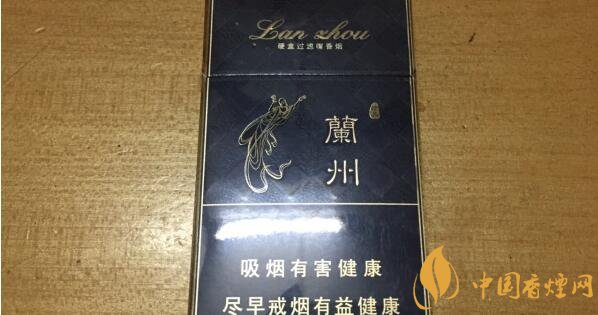 Lan zhou
硬盒过滤嘴香烟
蘭州
吸烟有害健康
尽早戒烟有益健康
中国香烟网